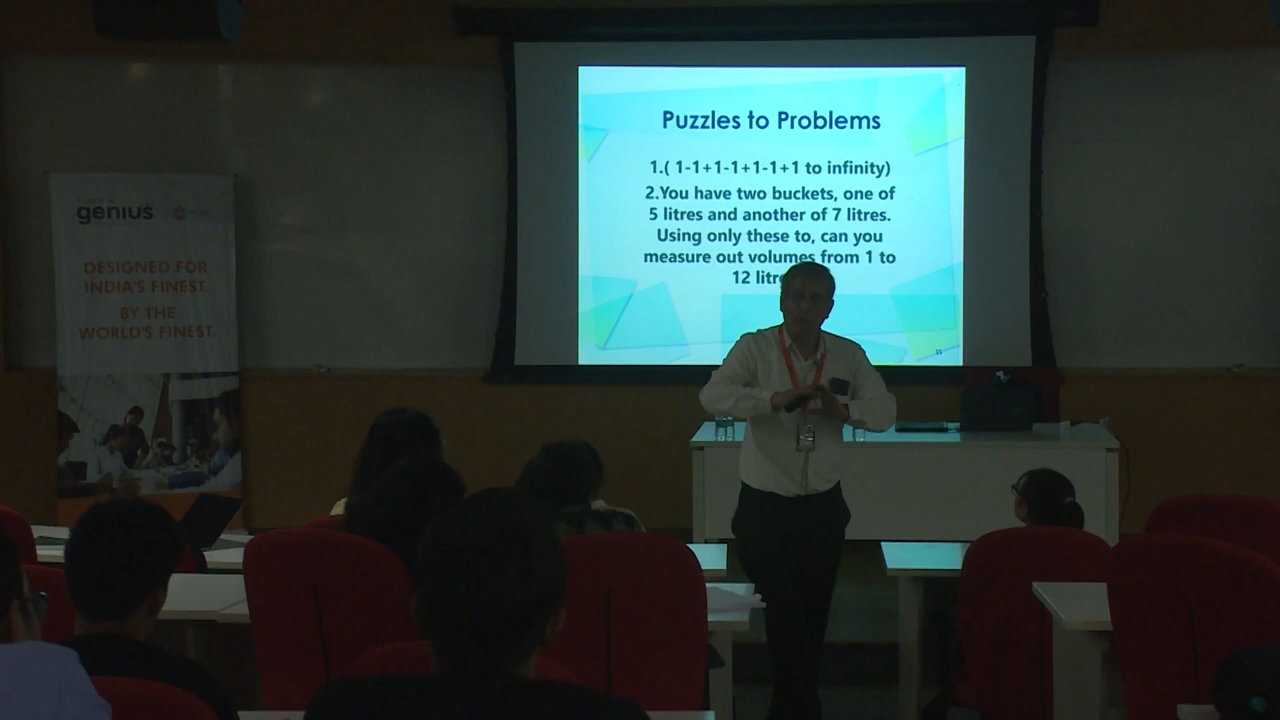 genius
DESIGNED FOR
INDIA'S FINEST.
BY THE
WORLD'S FINEST.
Puzzles to Problems
1.( 1-1+1-1+1-1+1 to infinity)
2.You have two buckets, one of
5 litres and another of 7 litres.
Using only these to, can you
measure out volumes from 1 to
12